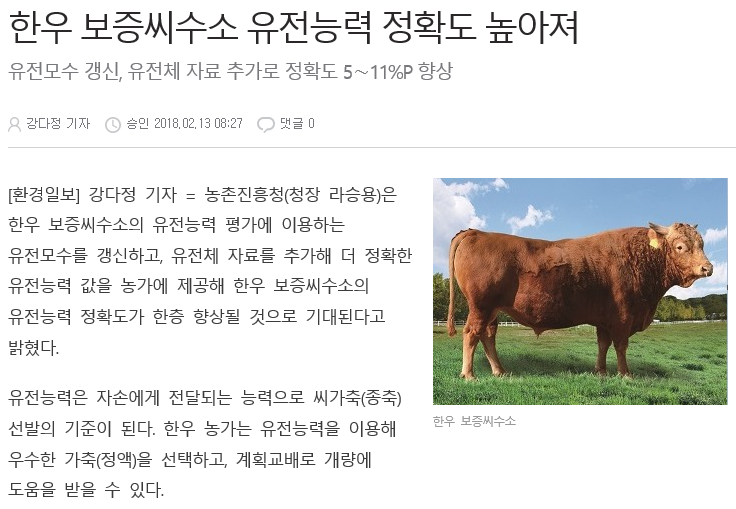 한우 보증씨수소 유전능력 정확도 높아져
유전모수 갱신, 유전체 자료 추가로 정확도 5~11%P 향상
강다정 기자 승인 2018.02.13 08:27 댓글 0
[환경일보] 강다정 기자 = 농촌진흥청(청장 라승용)은
한우 보증씨수소의 유전능력 평가에 이용하는
유전모수를 갱신하고, 유전체 자료를 추가해 더 정확한
유전능력 값을 농가에 제공해 한우 보증씨수소의
유전능력 정확도가 한층 향상될 것으로 기대된다고
밝혔다.
한우 보증씨수소
유전능력은 자손에게 전달되는 능력으로 씨가축(종축)
선발의 기준이 된다. 한우 농가는 유전능력을 이용해
우수한 가축(정액)을 선택하고, 계획교배로 개량에
도움을 받을 수 있다.